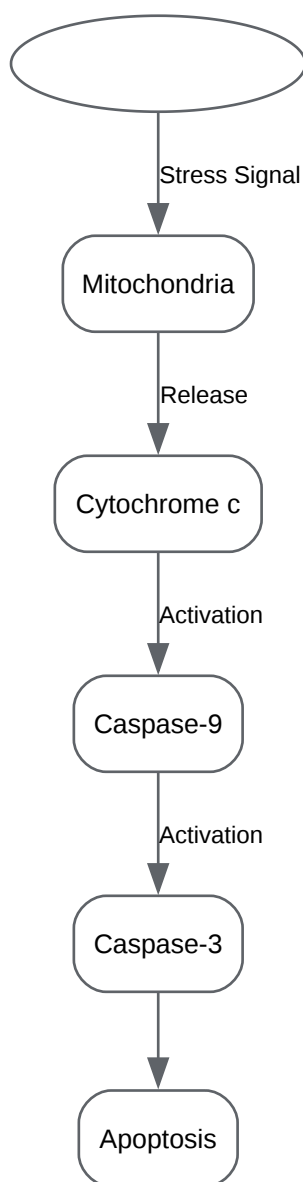 Stress Signal
Mitochondria
Release
Cytochrome c
Activation
Caspase-9
Activation
Caspase-3
Apoptosis